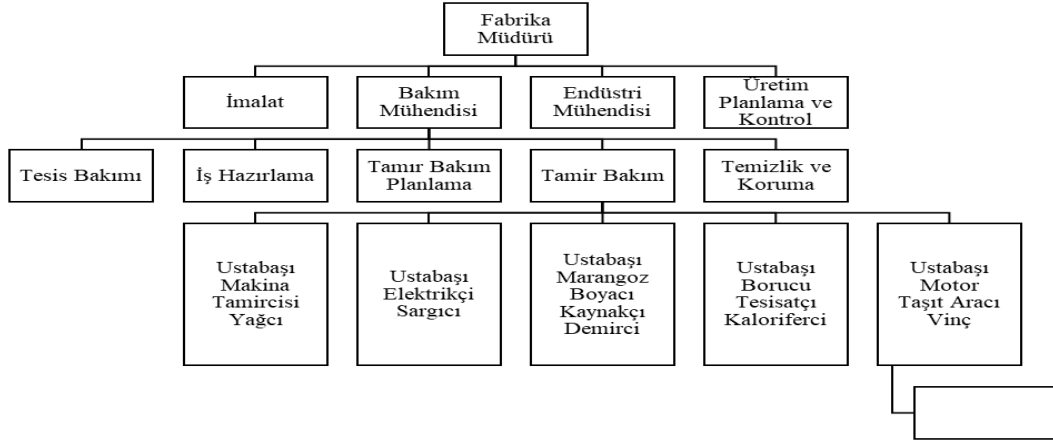 Fabrika
Müdürü
İmalat
Bakım
Mühendisi
Endüstri
Mühendisi
Üretim
Planlama ve
Kontrol
Tesis Bakımı
İş Hazırlama
Tamır Bakım
Planlama
Tamir Bakım
Temizlik ve
Koruma
Ustabaşı
Makina
Tamircisi
Yağcı
Ustabaşı
Elektrikçi
Sargıcı
Ustabaşı
Marangoz
Boyacı
Kaynakçı
Demirci
Ustabaşı
Borucu
Tesisatçı
Kaloriferci
Ustabaşı
Motor
Taşıt Aracı
Vinç